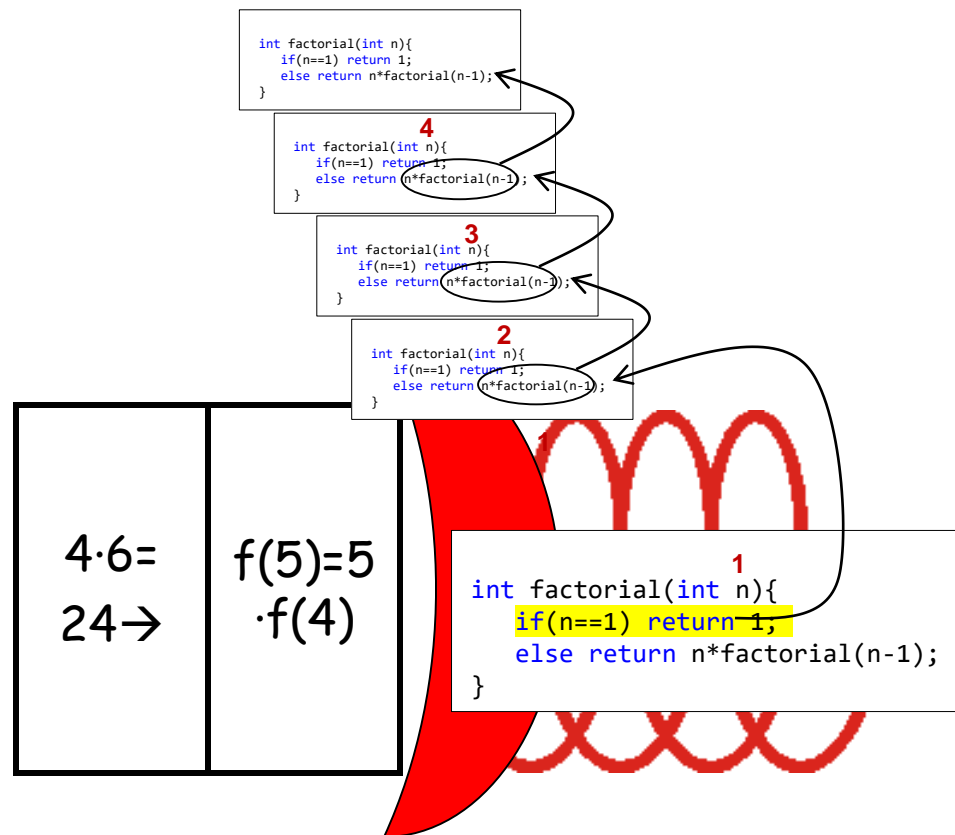 int factorial(int n){
if(n==1) return 1;
else return n*factorial(n-1);
}
4
int factorial(int n){
if(n==1) return 1;
else return n*factorial(n-1);
}
3
int factorial(int n){
if(n==1) return 1;
else return n*factorial(n-1);
}
2
int factorial(int n){
if(n==1) return 1;
else return n*factorial(n-1);
}
1
4·6=
24→
f(5)=5
·f(4)
1
int factorial(int n){
if(n==1) return 1;
else return n*factorial(n-1);
}